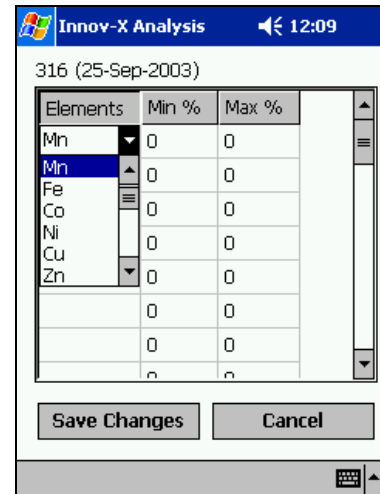 Innov-X Analysis 12:09
316 (25-Sep-2003)
Elements Min % Max %
Mn 0 0
Mn 0 0
Fe
Co 0 0
Ni 0 0
Cu
Zn 0 0
0 0
0 0
0 0
Save Changes Cancel